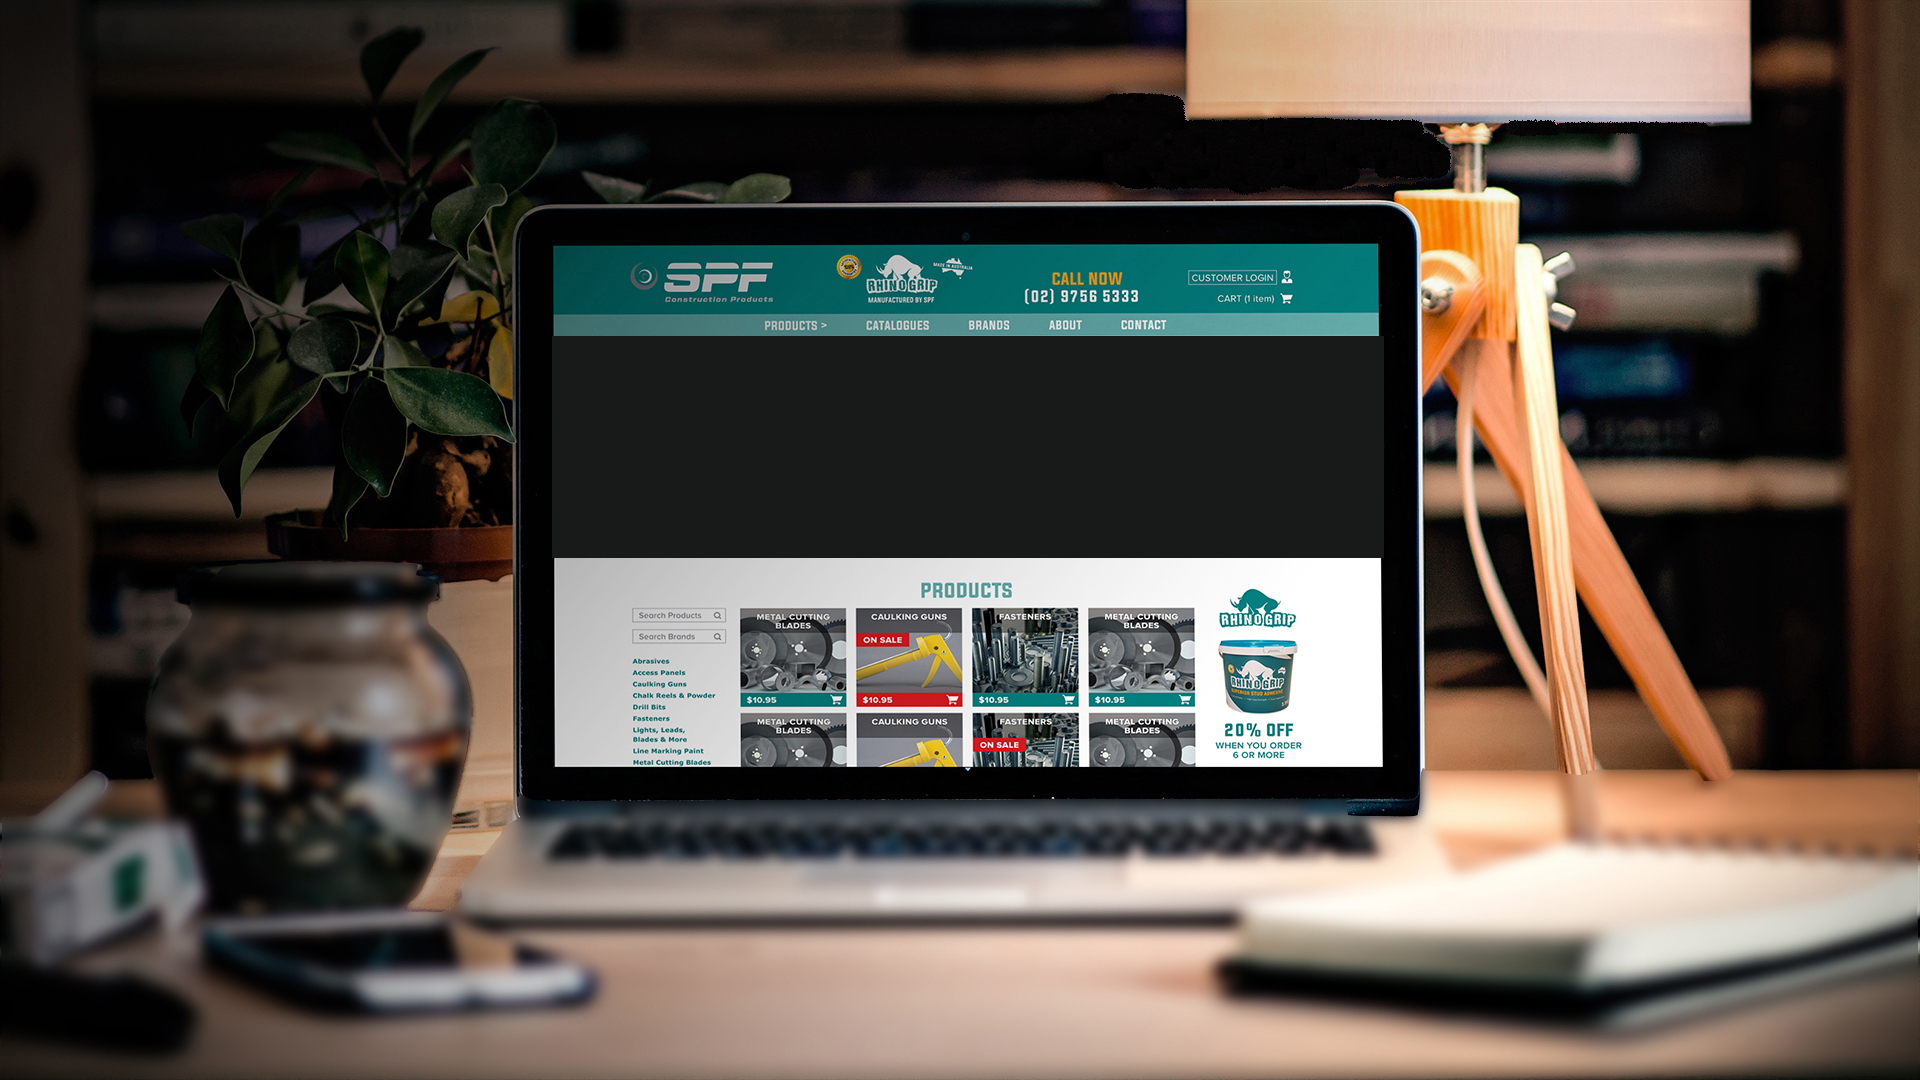 SPF
Construction Products
RHINO GRIP
MANUFACTURED BY SPF
MADE IN AUSTRALIA
CALL NOW
(02) 9756 5333
CUSTOMER LOGIN
CART (1 item)
PRODUCTS >
CATALOGUES
BRANDS
ABOUT
CONTACT
PRODUCTS
Search Products
Search Brands
Abrasives
Access Panels
Caulking Guns
Chalk Reels & Powder
Drill Bits
Fasteners
Lights, Leads,
Blades & More
Line Marking Paint
Metal Cutting Blades
METAL CUTTING
BLADES
$10.95
CAULKING GUNS
ON SALE
$10.95
FASTENERS
$10.95
METAL CUTTING
BLADES
$10.95
METAL CUTTING
BLADES
CAULKING GUNS
FASTENERS
ON SALE
METAL CUTTING
BLADES
RHINO GRIP
RHINO GRIP
SUPERIOR STUD ADHESIVE
20% OFF
WHEN YOU ORDER
6 OR MORE